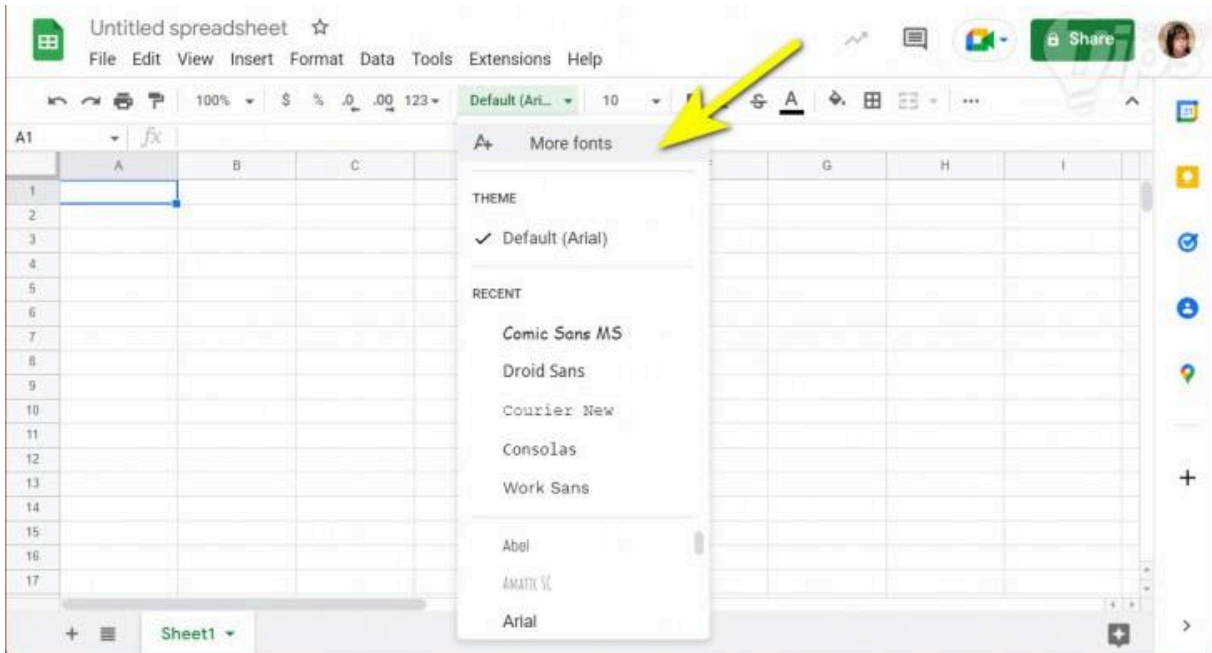 Untitled spreadsheet
File Edit View Insert Format Data Tools Extensions Help
Share
Tips
100% $ % .0 .00 123 Default (Ari... 10 S A
A1 fx
More fonts
A B C G H I
THEME
Default (Arial)
RECENT
Comic Sans MS
Droid Sans
Courier New
Consolas
Work Sans
Abel
Amatic SC
Arial
1
2
3
4
5
6
7
8
9
10
11
12
13
14
15
16
17
Sheet1
31